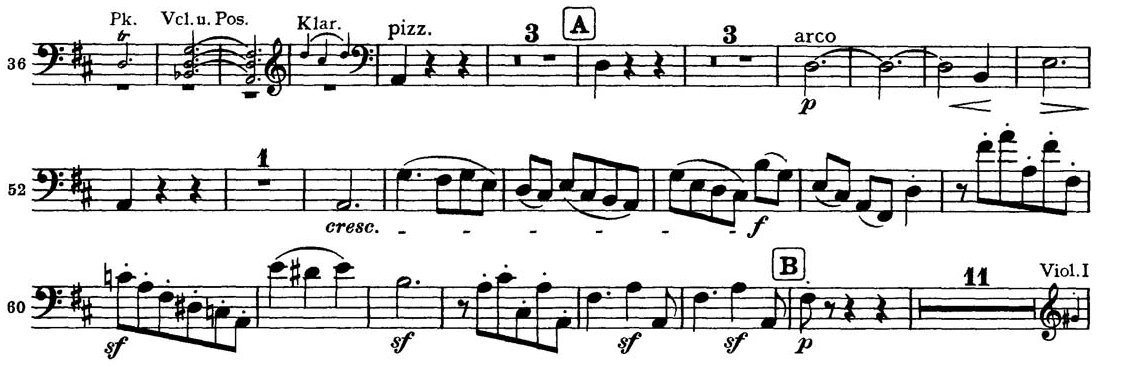 Pk. Vcl. u. Pos. Klar. pizz. 3 A 3 arco
tr
36
p
1
52
cresc. - - - - - - f
B 11 Viol. I
60
sf sf sf sf p